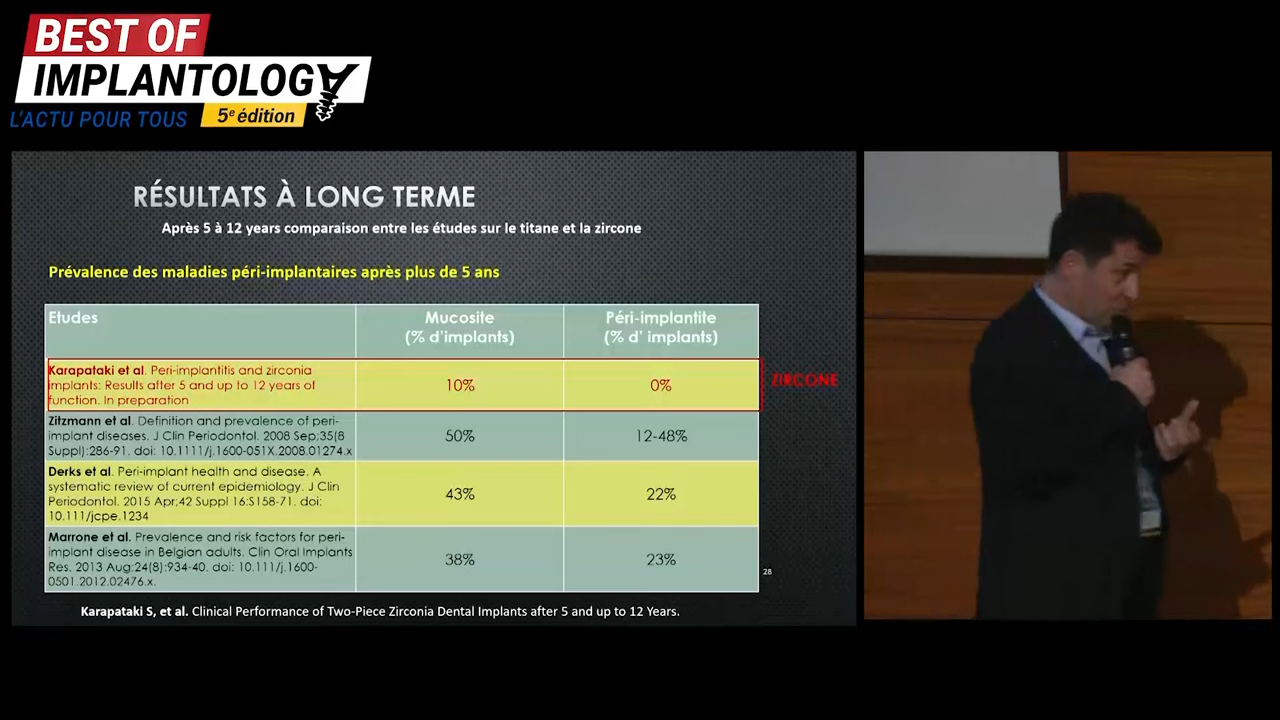 BEST OF
IMPLANTOLOGY
L'ACTU POUR TOUS
5e édition
RÉSULTATS À LONG TERME
Après 5 à 12 years comparaison entre les études sur le titane et la zircone
Prévalence des maladies péri-implantaires après plus de 5 ans
Etudes
Mucosite
(% d'implants)
Péri-implantite
(% d' implants)
Karapataki et al. Peri-implantitis and zirconia
implants: Results after 5 and up to 12 years of
function. In preparation
10%
0%
ZIRCONE
Zitzmann et al. Definition and prevalence of peri-
implant diseases. J Clin Periodontol. 2008 Sep;35(8
Suppl):286-91. doi: 10.1111/j.1600-051X.2008.01274.x
50%
12-48%
Derks et al. Peri-implant health and disease. A
systematic review of current epidemiology. J Clin
Periodontol. 2015 Apr;42 Suppl 16:S158-71. doi:
10.111/jcpe.1234
43%
22%
Marrone et al. Prevalence and risk factors for peri-
implant disease in Belgian adults. Clin Oral Implants
Res. 2013 Aug;24(8):934-40. doi: 10.111/j.1600-
0501.2012.02476.x.
38%
23%
28
Karapataki S, et al. Clinical Performance of Two-Piece Zirconia Dental Implants after 5 and up to 12 Years.